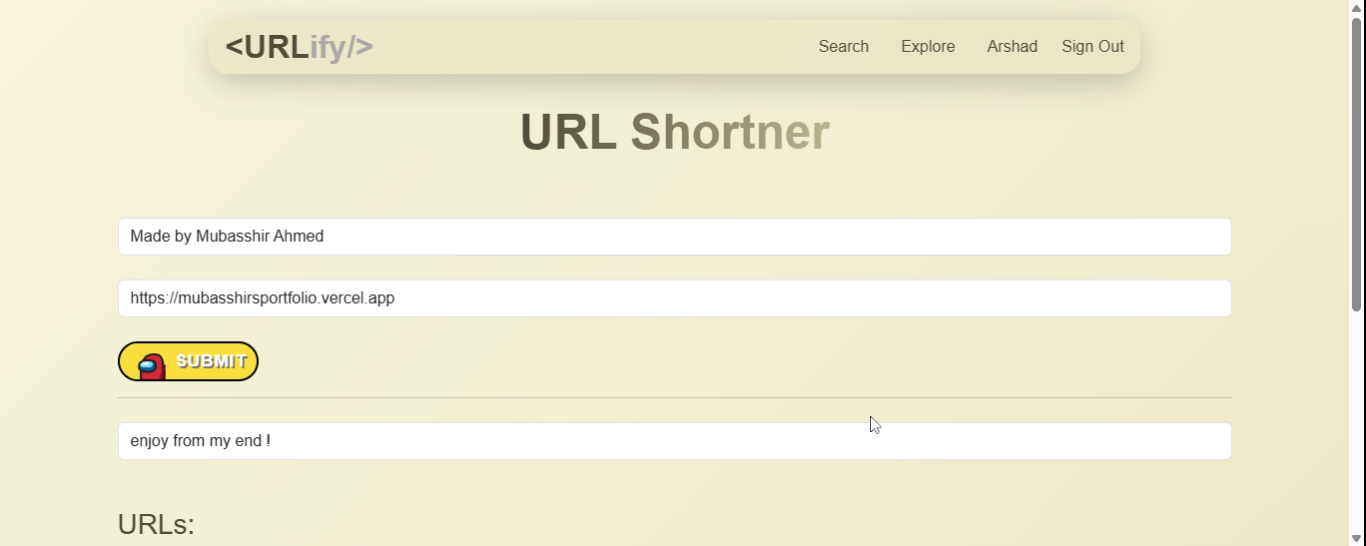 <URLify/>
Search Explore Arshad Sign Out
URL Shortner
Made by Mubasshir Ahmed
https://mubasshirsportfolio.vercel.app
SUBMIT
enjoy from my end !
URLs: